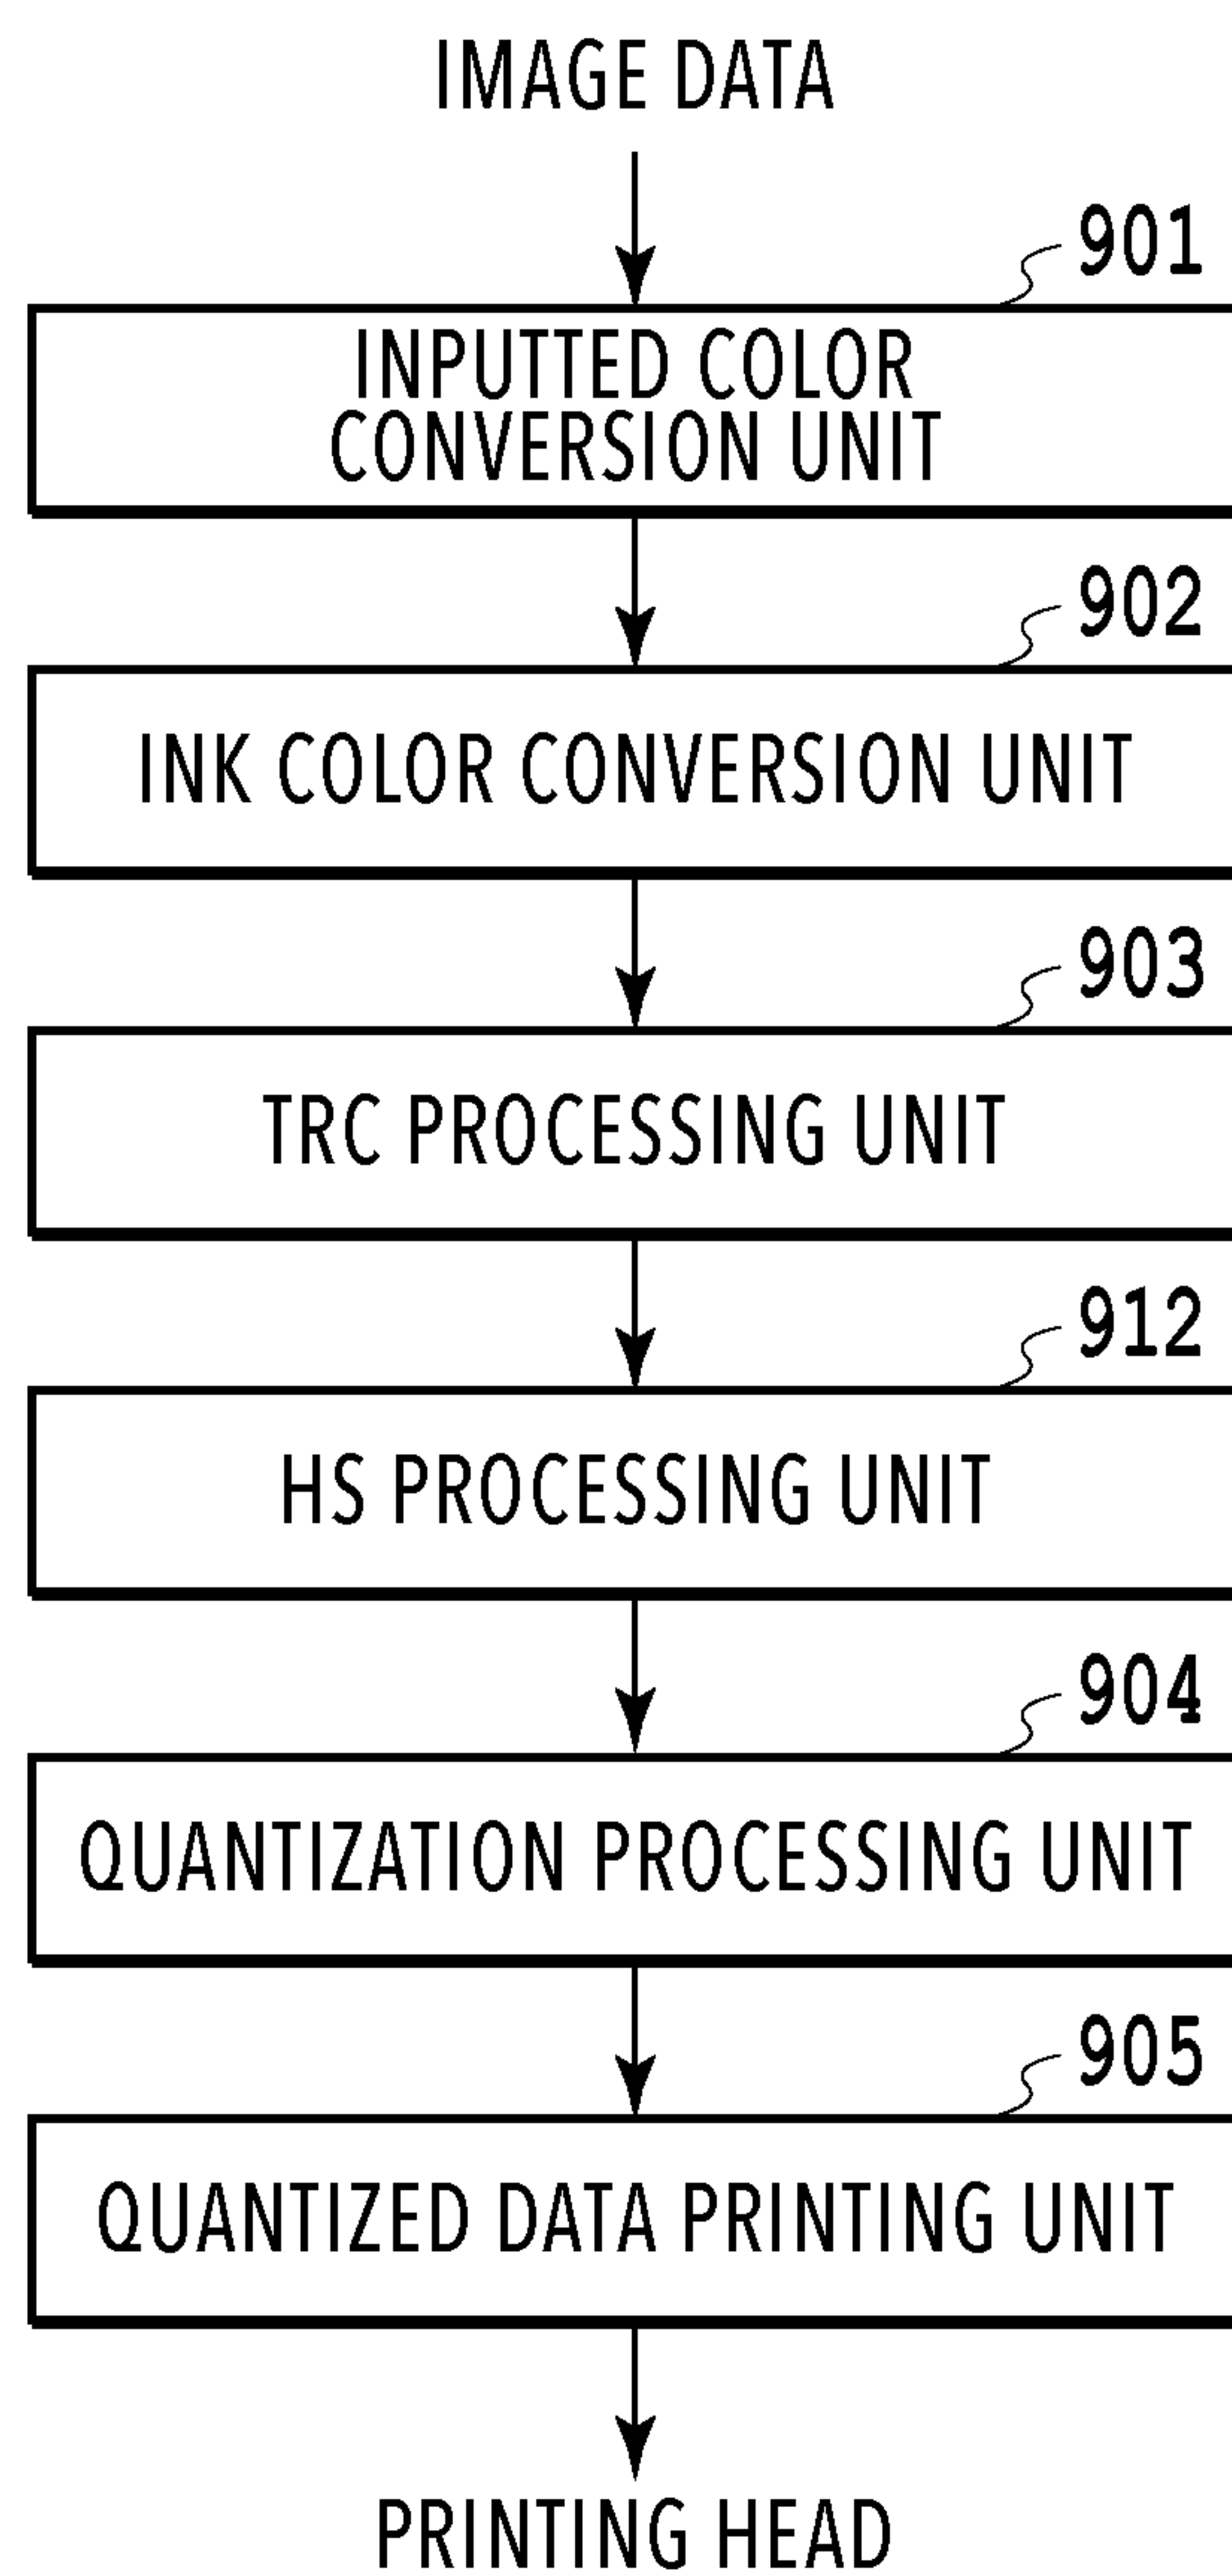 IMAGE DATA
901
INPUTTED COLOR
CONVERSION UNIT
902
INK COLOR CONVERSION UNIT
903
TRC PROCESSING UNIT
912
HS PROCESSING UNIT
904
QUANTIZATION PROCESSING UNIT
905
QUANTIZED DATA PRINTING UNIT
PRINTING HEAD